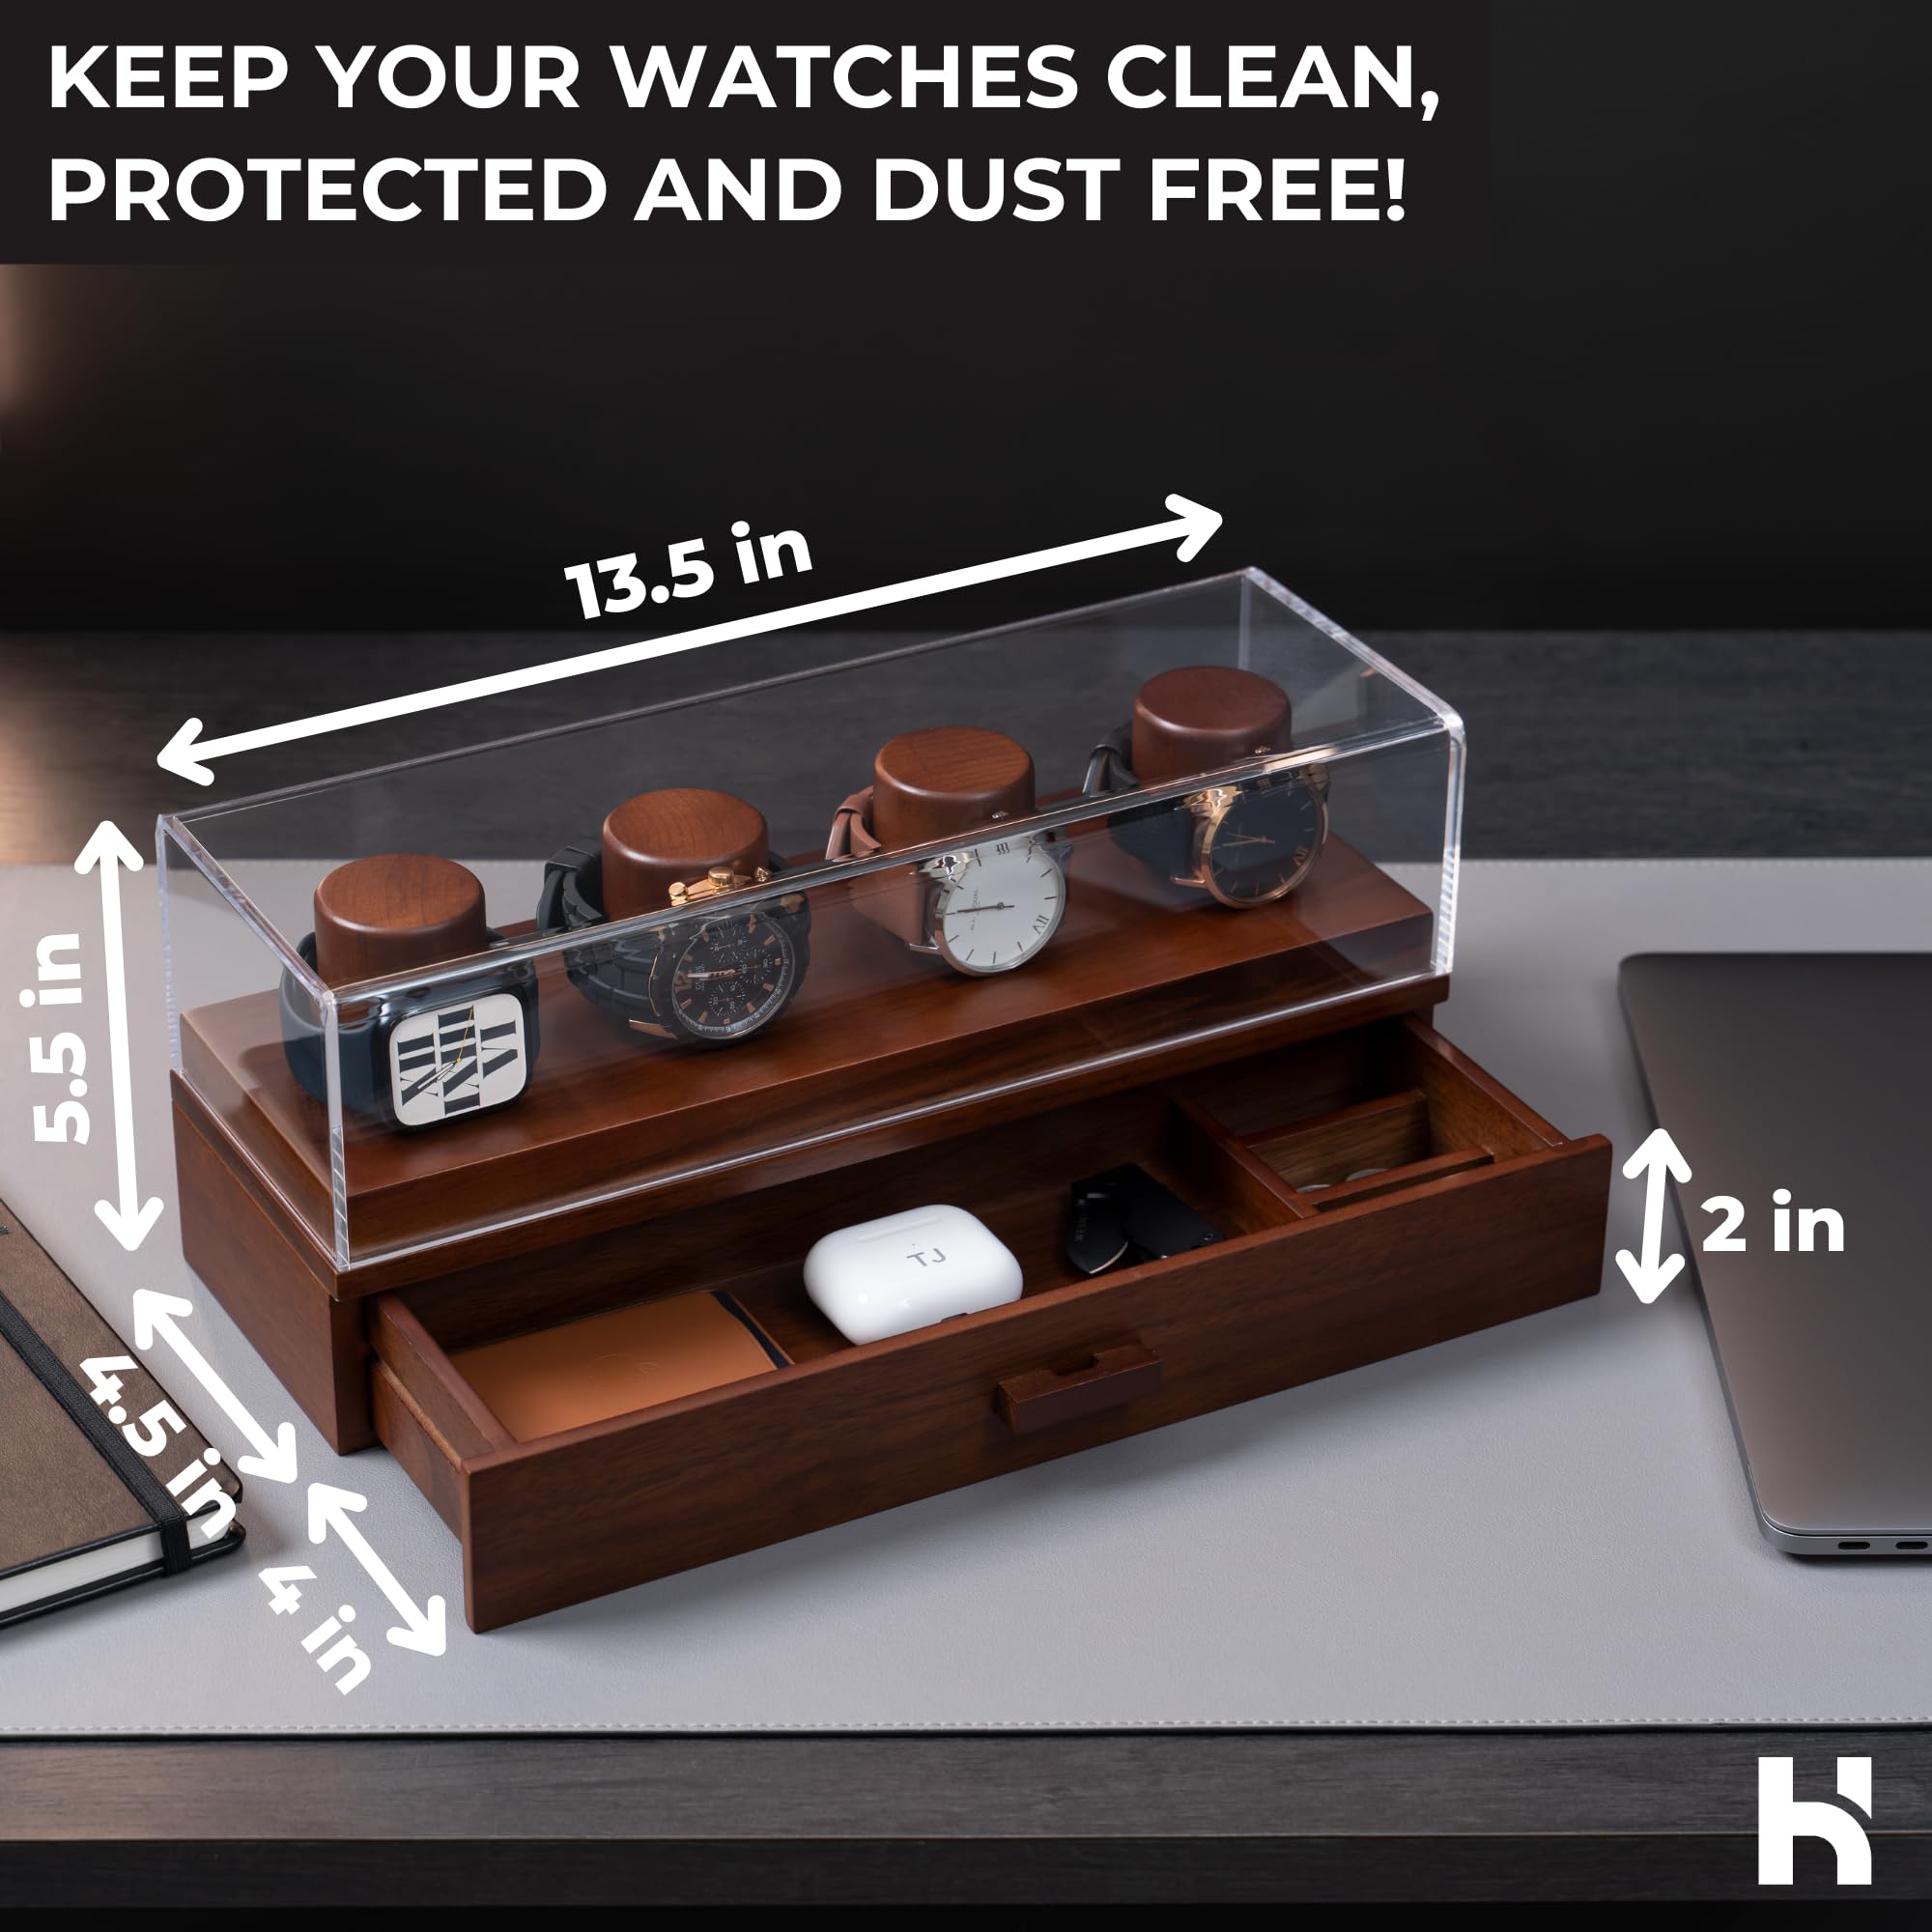 KEEP YOUR WATCHES CLEAN,
PROTECTED AND DUST FREE!
13.5 in
5.5 in
TJ
2 in
4.5 in
4 in